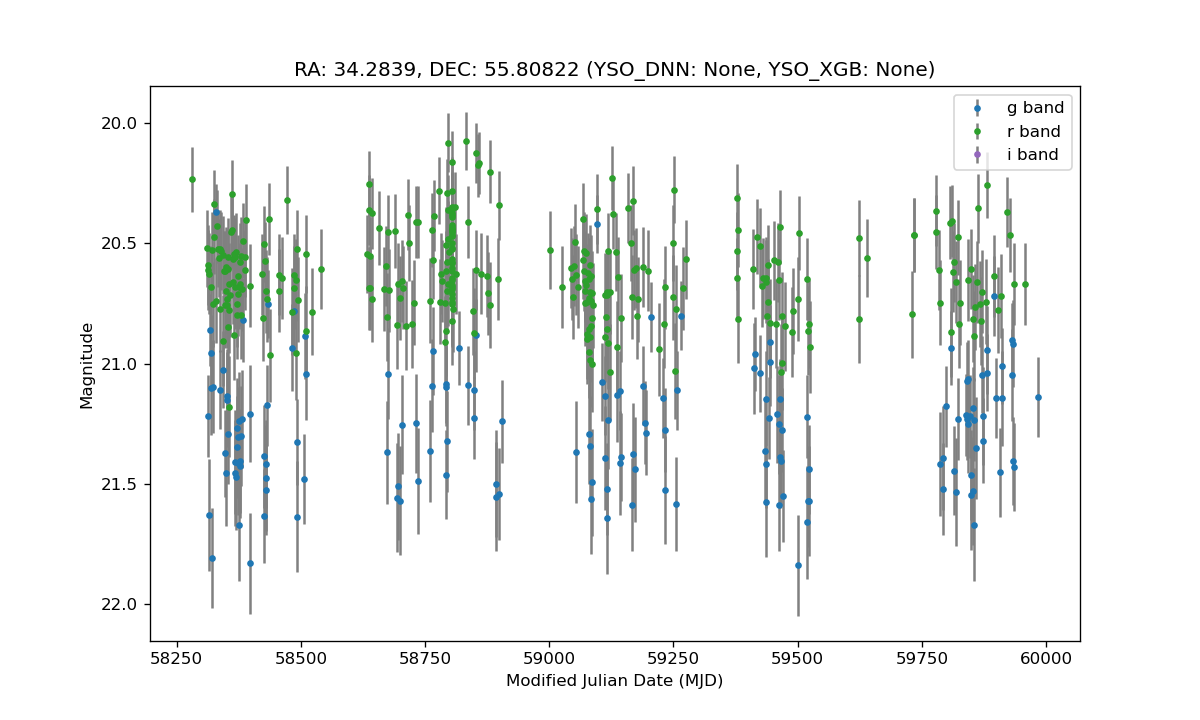 RA: 34.2839, DEC: 55.80822 (YSO_DNN: None, YSO_XGB: None)
g band
r band
i band
20.0
20.5
21.0
21.5
22.0
Magnitude
58250 58500 58750 59000 59250 59500 59750 60000
Modified Julian Date (MJD)